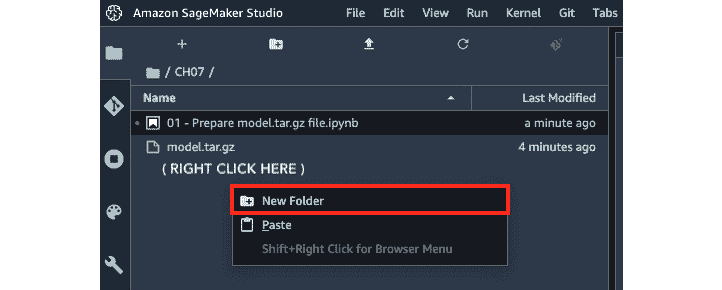 Amazon SageMaker Studio File Edit View Run Kernel Git Tabs
/ CH07 /
Name Last Modified
01 - Prepare model.tar.gz file.ipynb a minute ago
model.tar.gz 4 minutes ago
( RIGHT CLICK HERE )
New Folder
Paste
Shift+Right Click for Browser Menu